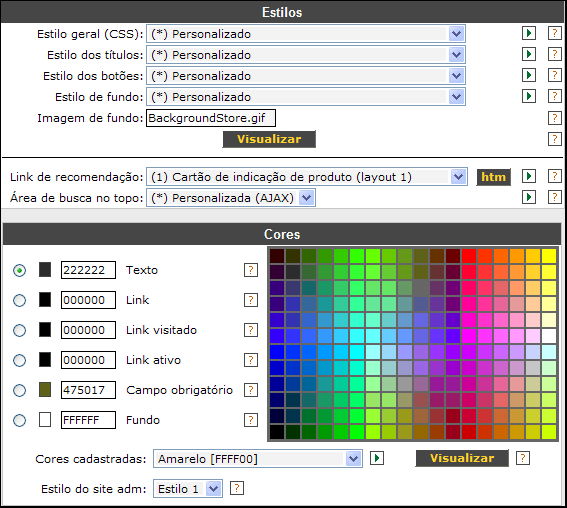 Estilos
Estilo geral (CSS): (*) Personalizado ?
Estilo dos títulos: (*) Personalizado ?
Estilo dos botões: (*) Personalizado ?
Estilo de fundo: (*) Personalizado ?
Imagem de fundo: BackgroundStore.gif ?
Visualizar ?
Link de recomendação: (1) Cartão de indicação de produto (layout 1) htm ?
Área de busca no topo: (*) Personalizada (AJAX) ?
Cores
222222 Texto ?
000000 Link ?
000000 Link visitado ?
000000 Link ativo ?
475017 Campo obrigatório ?
FFFFFF Fundo ?
Cores cadastradas: Amarelo [FFFF00] Visualizar ?
Estilo do site adm: Estilo 1 ?